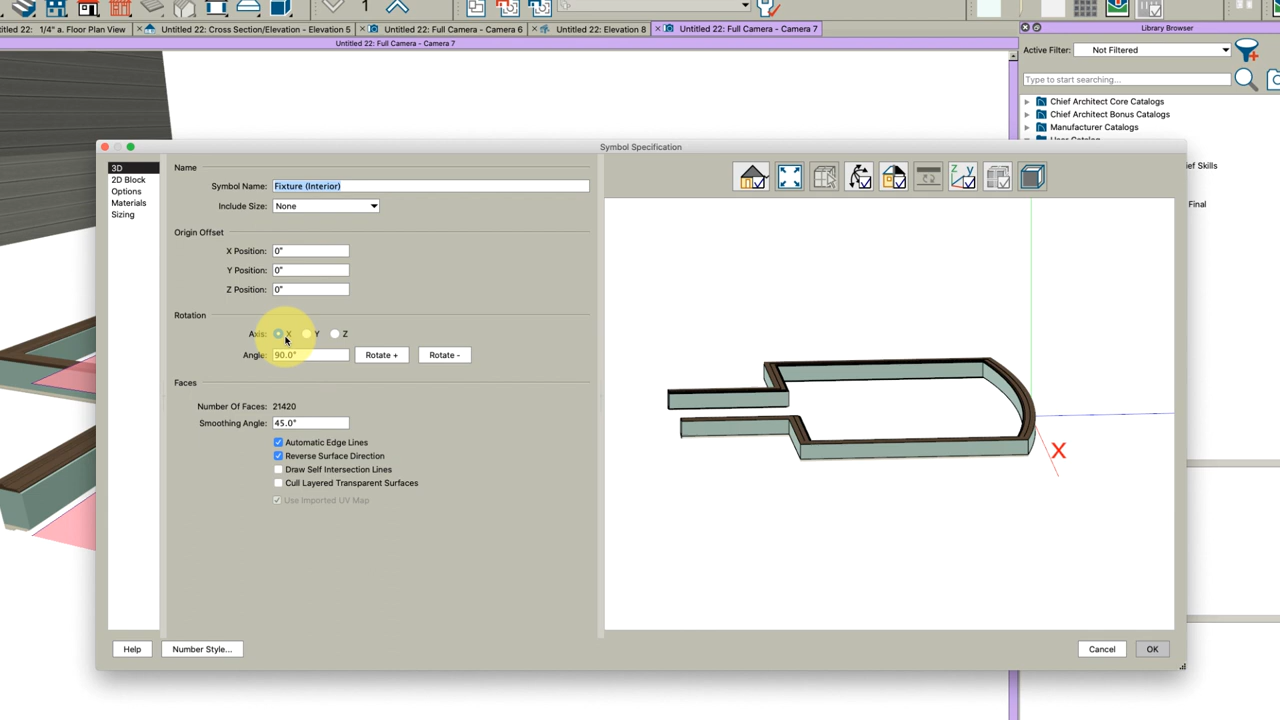 1
titled 22: 1/4" a. Floor Plan View × Untitled 22: Cross Section/Elevation - Elevation 5 × Untitled 22: Full Camera - Camera 6 × Untitled 22: Elevation 8 × Untitled 22: Full Camera - Camera 7
Untitled 22: Full Camera - Camera 7
Library Browser
Active Filter: Not Filtered
Type to start searching...
Chief Architect Core Catalogs
Chief Architect Bonus Catalogs
Manufacturer Catalogs
ef Skills
Final
Symbol Specification
3D
2D Block
Options
Materials
Sizing
Name
Symbol Name: Fixture (Interior)
Include Size: None
Origin Offset
X Position: 0"
Y Position: 0"
Z Position: 0"
Rotation
Axis: X Y Z
Angle: 90.0° Rotate + Rotate -
Faces
Number Of Faces: 21420
Smoothing Angle: 45.0°
Automatic Edge Lines
Reverse Surface Direction
Draw Self Intersection Lines
Cull Layered Transparent Surfaces
Use Imported UV Map
X
Help Number Style... Cancel OK